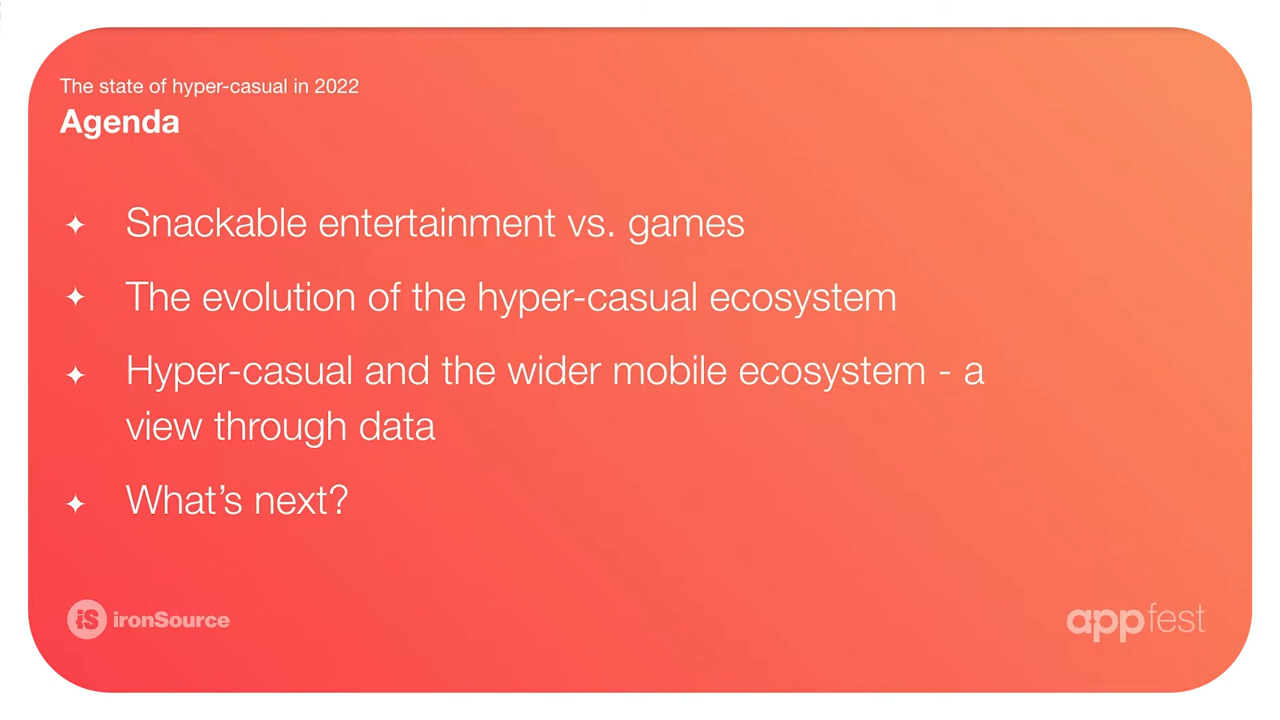 The state of hyper-casual in 2022
Agenda
Snackable entertainment vs. games
The evolution of the hyper-casual ecosystem
Hyper-casual and the wider mobile ecosystem - a
view through data
What’s next?
iS ironSource
appfest